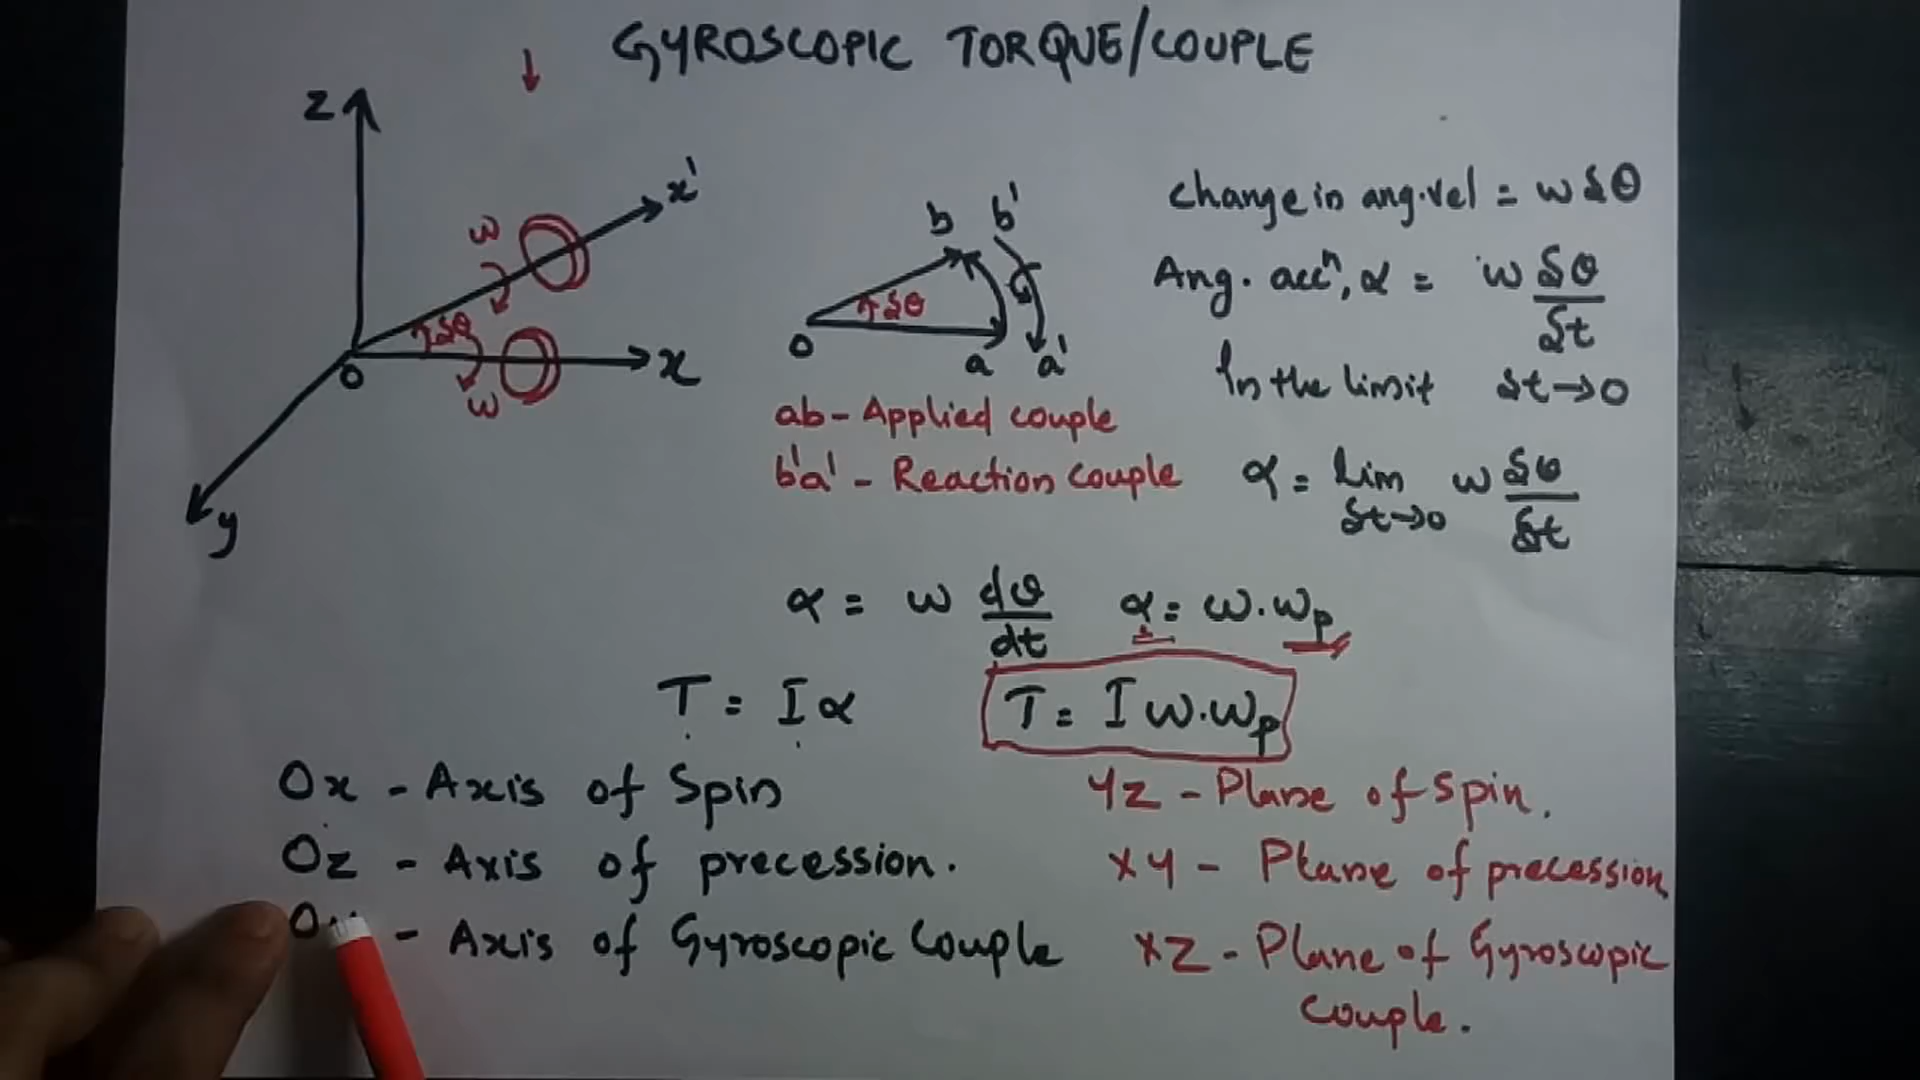 GYROSCOPIC TORQUE/COUPLE
z
x'
ω
δθ
ω
x
o
y
b b'
δθ
o
a a'
ab - Applied couple
b'a' - Reaction couple
Change in ang.vel = ω δθ
Ang. accⁿ, α = ω δθ/δt
In the limit δt→0
α = Lim δt→0 ω δθ/δt
α = ω dθ/dt α = ω.ωp
T = Iα T = I ω.ωp
Ox - Axis of Spin
YZ - Plane of Spin.
Oz - Axis of precession.
XY - Plane of precession
- Axis of Gyroscopic Couple
XZ - Plane of Gyroscopic
Couple.